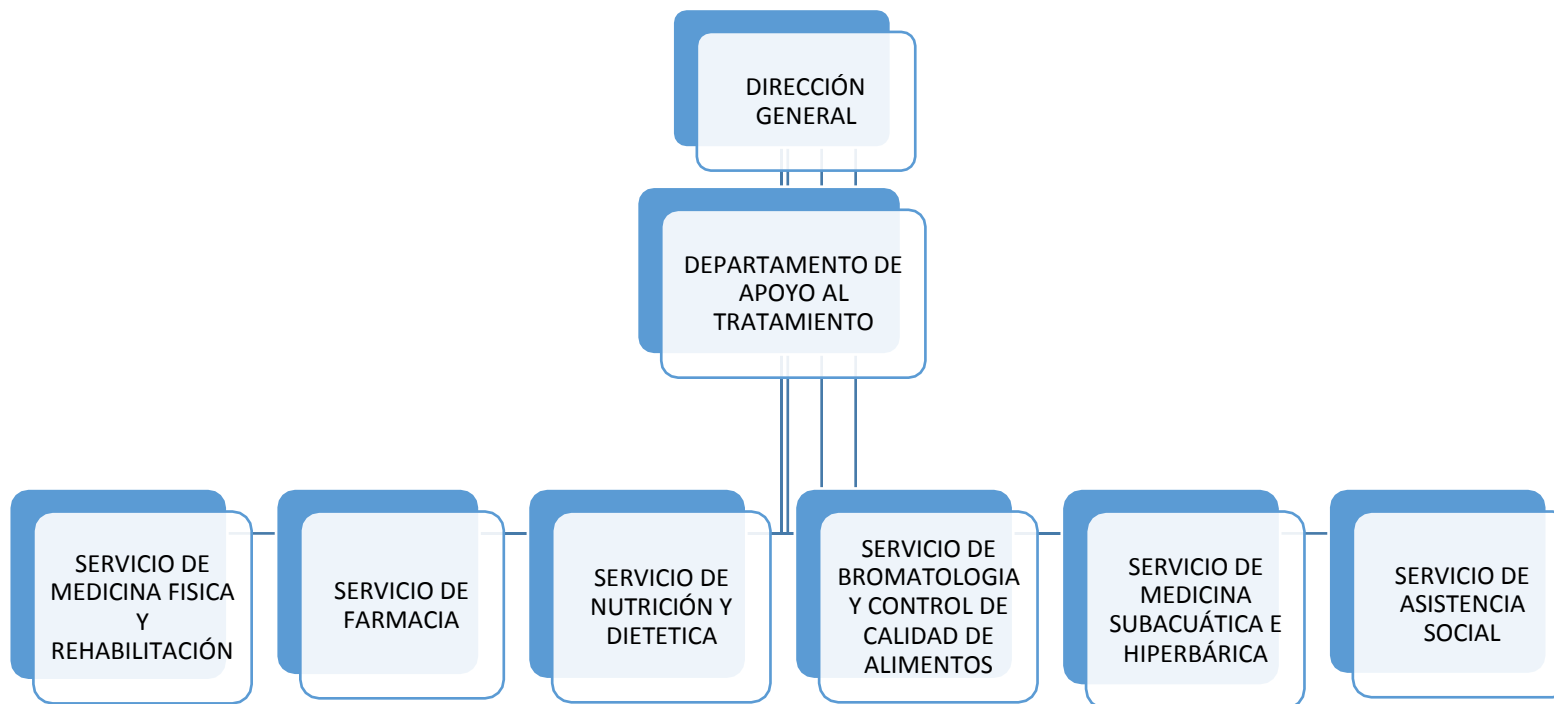 DIRECCIÓN
GENERAL
DEPARTAMENTO DE
APOYO AL
TRATAMIENTO
SERVICIO DE
MEDICINA FISICA
Y
REHABILITACIÓN
SERVICIO DE
FARMACIA
SERVICIO DE
NUTRICIÓN Y
DIETETICA
SERVICIO DE
BROMATOLOGIA
Y CONTROL DE
CALIDAD DE
ALIMENTOS
SERVICIO DE
MEDICINA
SUBACUÁTICA E
HIPERBÁRICA
SERVICIO DE
ASISTENCIA
SOCIAL